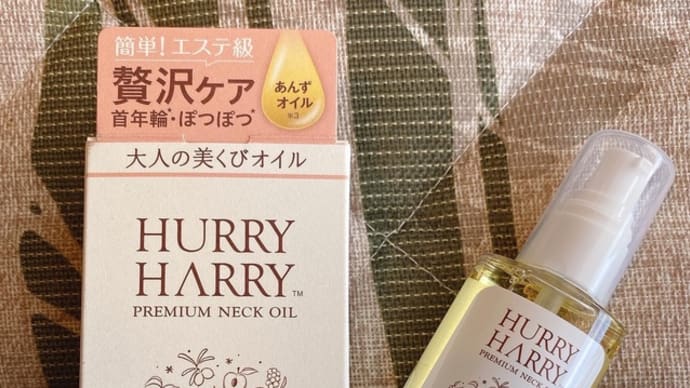 簡単！エステ級
贅沢ケア
首年輪*・ぽつぽつ*
あんず
オイル
※3
大人の美くびオイル
HURRY
HARRY™
PREMIUM NECK OIL
HURRY
HARRY
PREMIUM NECK